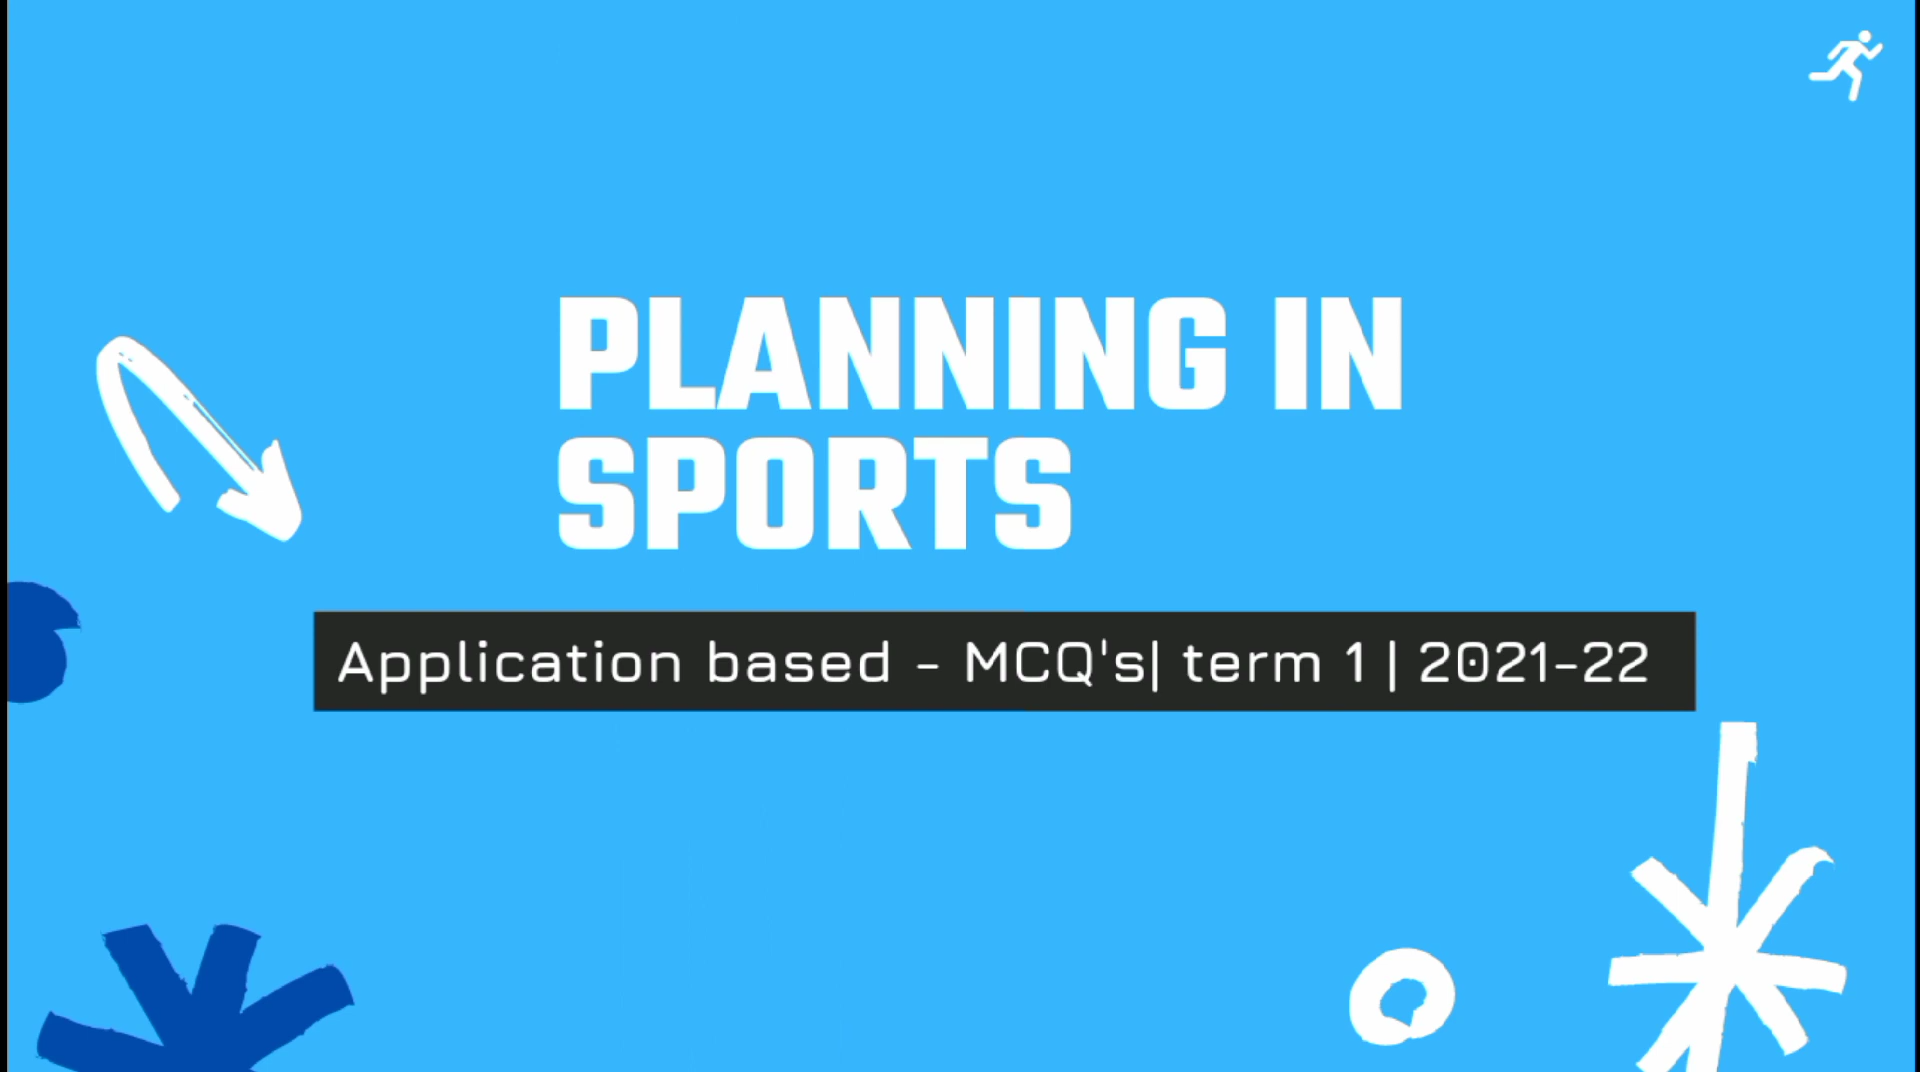 PLANNING IN
SPORTS
Application based - MCQ's| term 1 | 2021-22